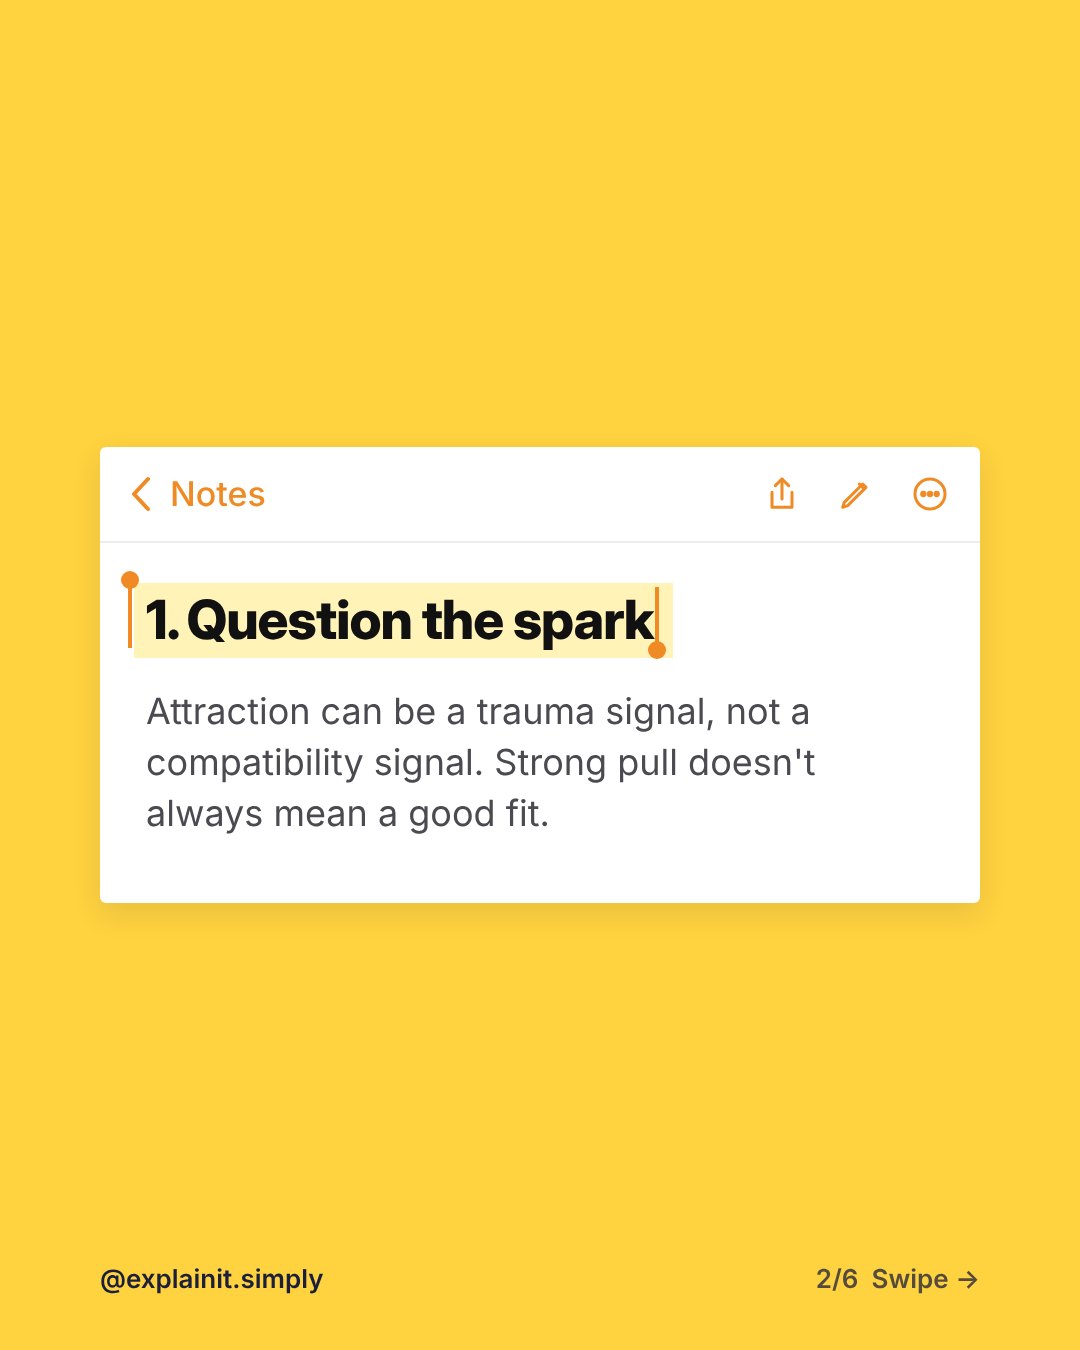 Notes
1. Question the spark
Attraction can be a trauma signal, not a
compatibility signal. Strong pull doesn't
always mean a good fit.
@explainit.simply
2/6 Swipe →